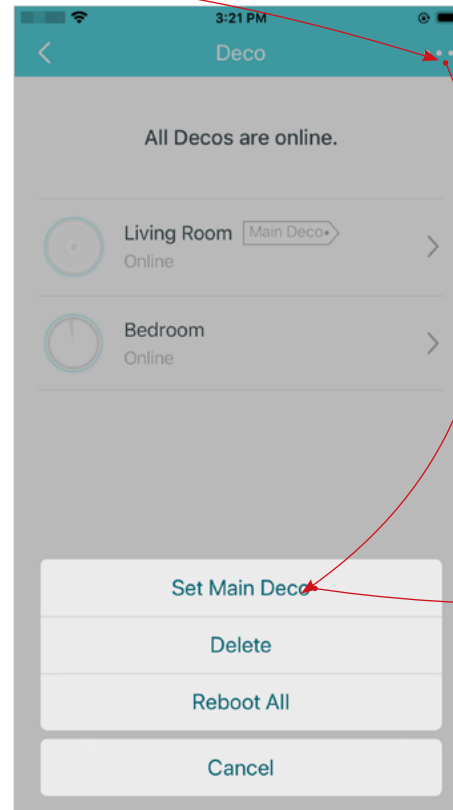 3:21 PM
Deco
All Decos are online.
Living Room Main Deco
Online
Bedroom
Online
Set Main Deco
Delete
Reboot All
Cancel